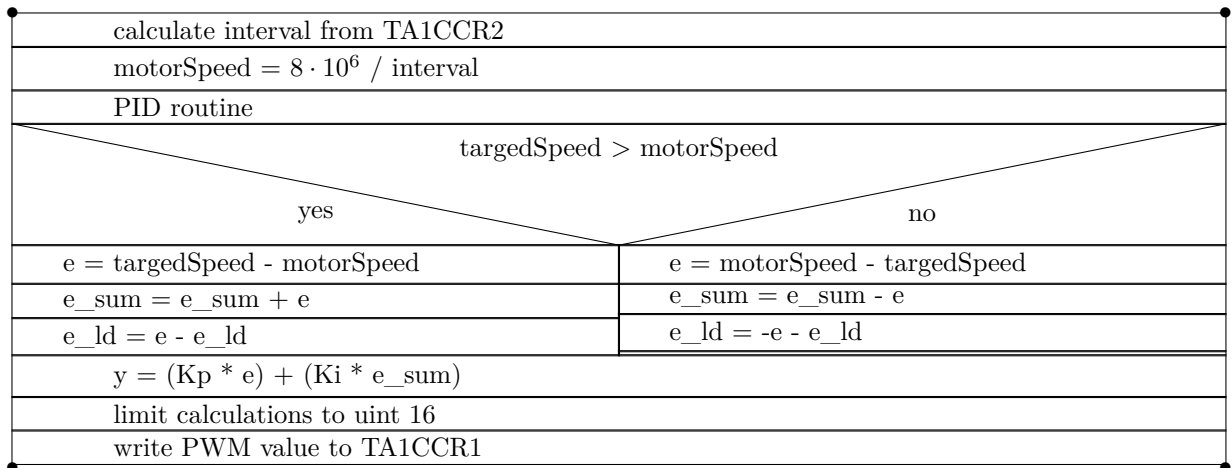 calculate interval from TA1CCR2
motorSpeed = 8 · 10⁶ / interval
PID routine
targedSpeed > motorSpeed
yes
no
e = targedSpeed - motorSpeed
e = motorSpeed - targedSpeed
e_sum = e_sum + e
e_sum = e_sum - e
e_ld = e - e_ld
e_ld = -e - e_ld
y = (Kp * e) + (Ki * e_sum)
limit calculations to uint 16
write PWM value to TA1CCR1